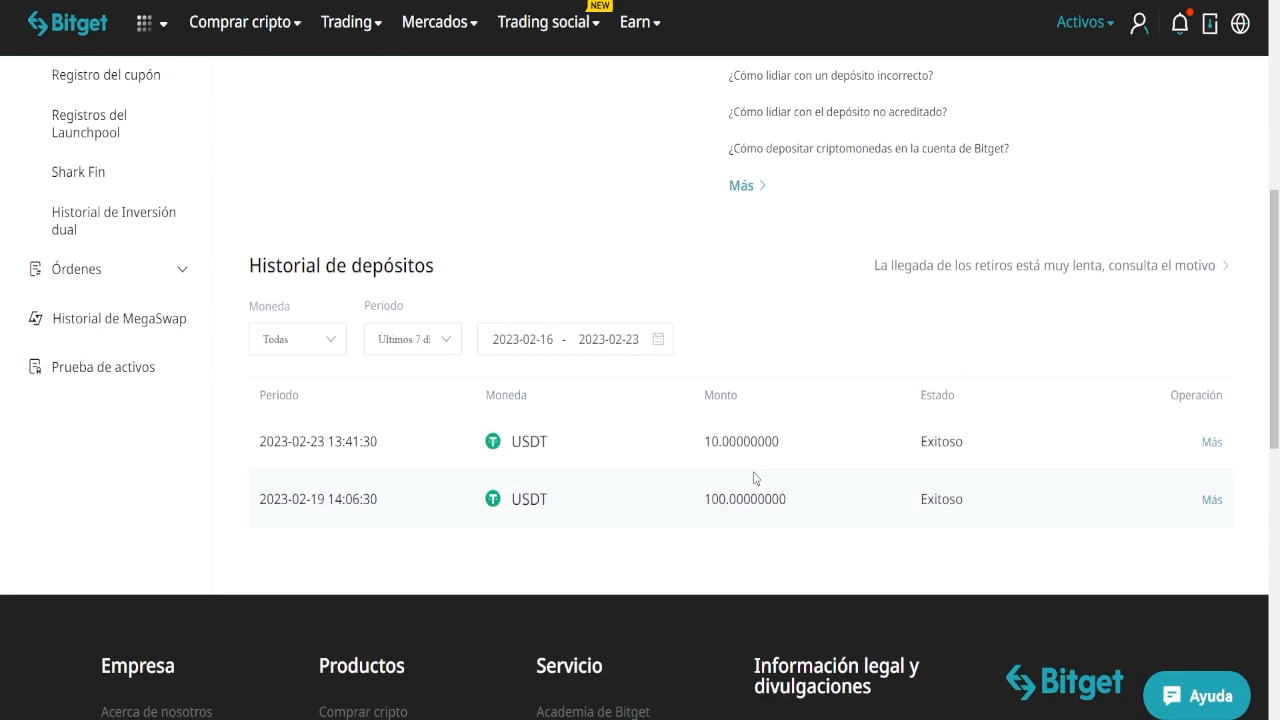 Bitget
Comprar cripto
Trading
Mercados
Trading social
NEW
Earn
Activos
Registro del cupón
Registros del
Launchpool
Shark Fin
Historial de Inversión
dual
Órdenes
Historial de MegaSwap
Prueba de activos
¿Cómo lidiar con un depósito incorrecto?
¿Cómo lidiar con el depósito no acreditado?
¿Cómo depositar criptomonedas en la cuenta de Bitget?
Más
Historial de depósitos
La llegada de los retiros está muy lenta, consulta el motivo
Moneda Periodo
Todas Últimos 7 dí 2023-02-16 - 2023-02-23
Periodo Moneda Monto Estado Operación
2023-02-23 13:41:30 USDT 10.00000000 Exitoso Más
2023-02-19 14:06:30 USDT 100.00000000 Exitoso Más
Empresa Productos Servicio Información legal y
divulgaciones
Bitget
Ayuda
Acerca de nosotros Comprar cripto Academia de Bitget